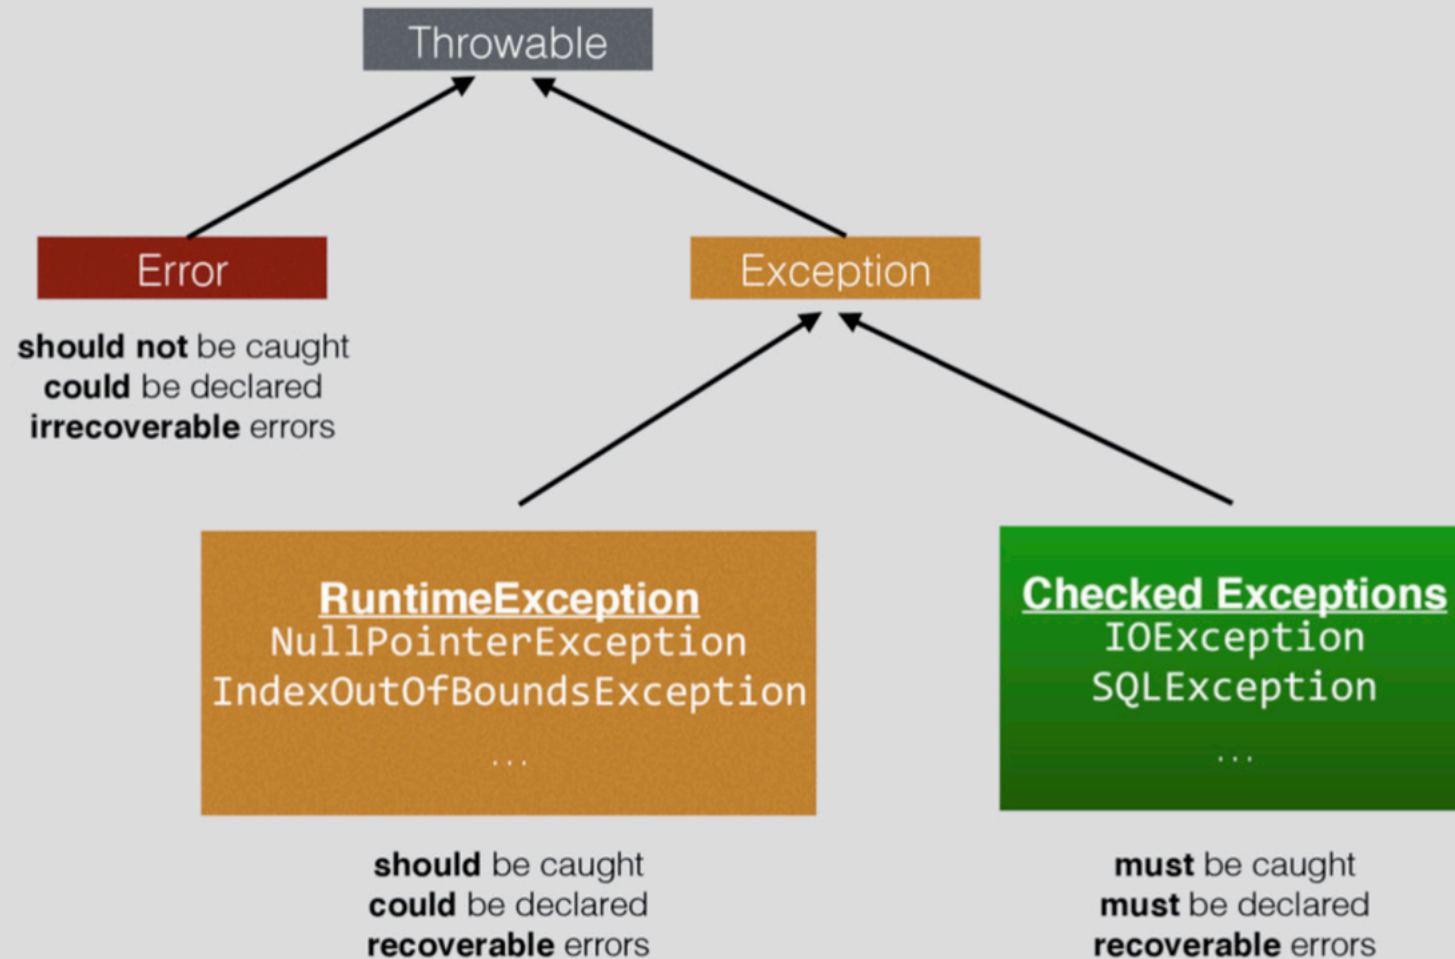 Throwable
Error
Exception
should not be caught
could be declared
irrecoverable errors
RuntimeException
NullPointerException
IndexOutOfBoundsException
...
should be caught
could be declared
recoverable errors
Checked Exceptions
IOException
SQLException
...
must be caught
must be declared
recoverable errors